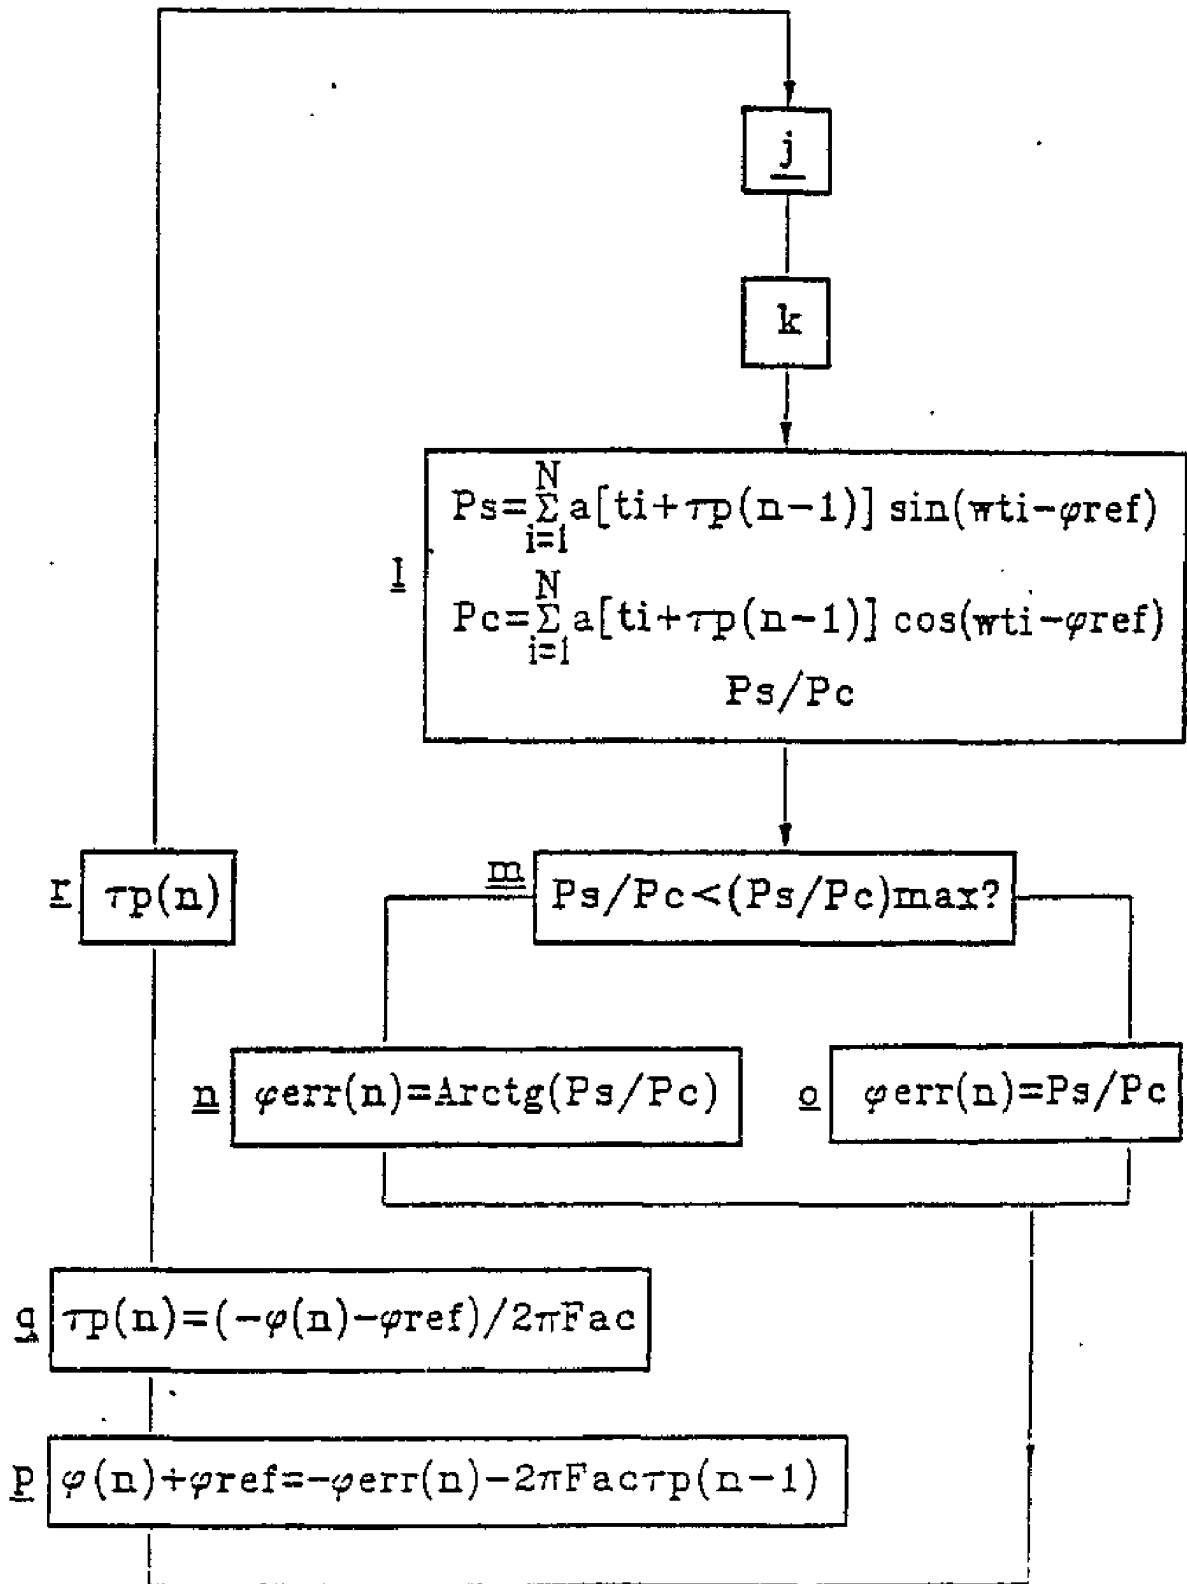 j
k
l
Ps=Σ a[ti+τp(n-1)] sin(wti-φref)
N
i=1
Pc=Σ a[ti+τp(n-1)] cos(wti-φref)
N
i=1
Ps/Pc
r τp(n)
m Ps/Pc<(Ps/Pc)max?
n φerr(n)=Arctg(Ps/Pc)
o φerr(n)=Ps/Pc
q τp(n)=(-φ(n)-φref)/2πFac
p φ(n)+φref=-φerr(n)-2πFacτp(n-1)